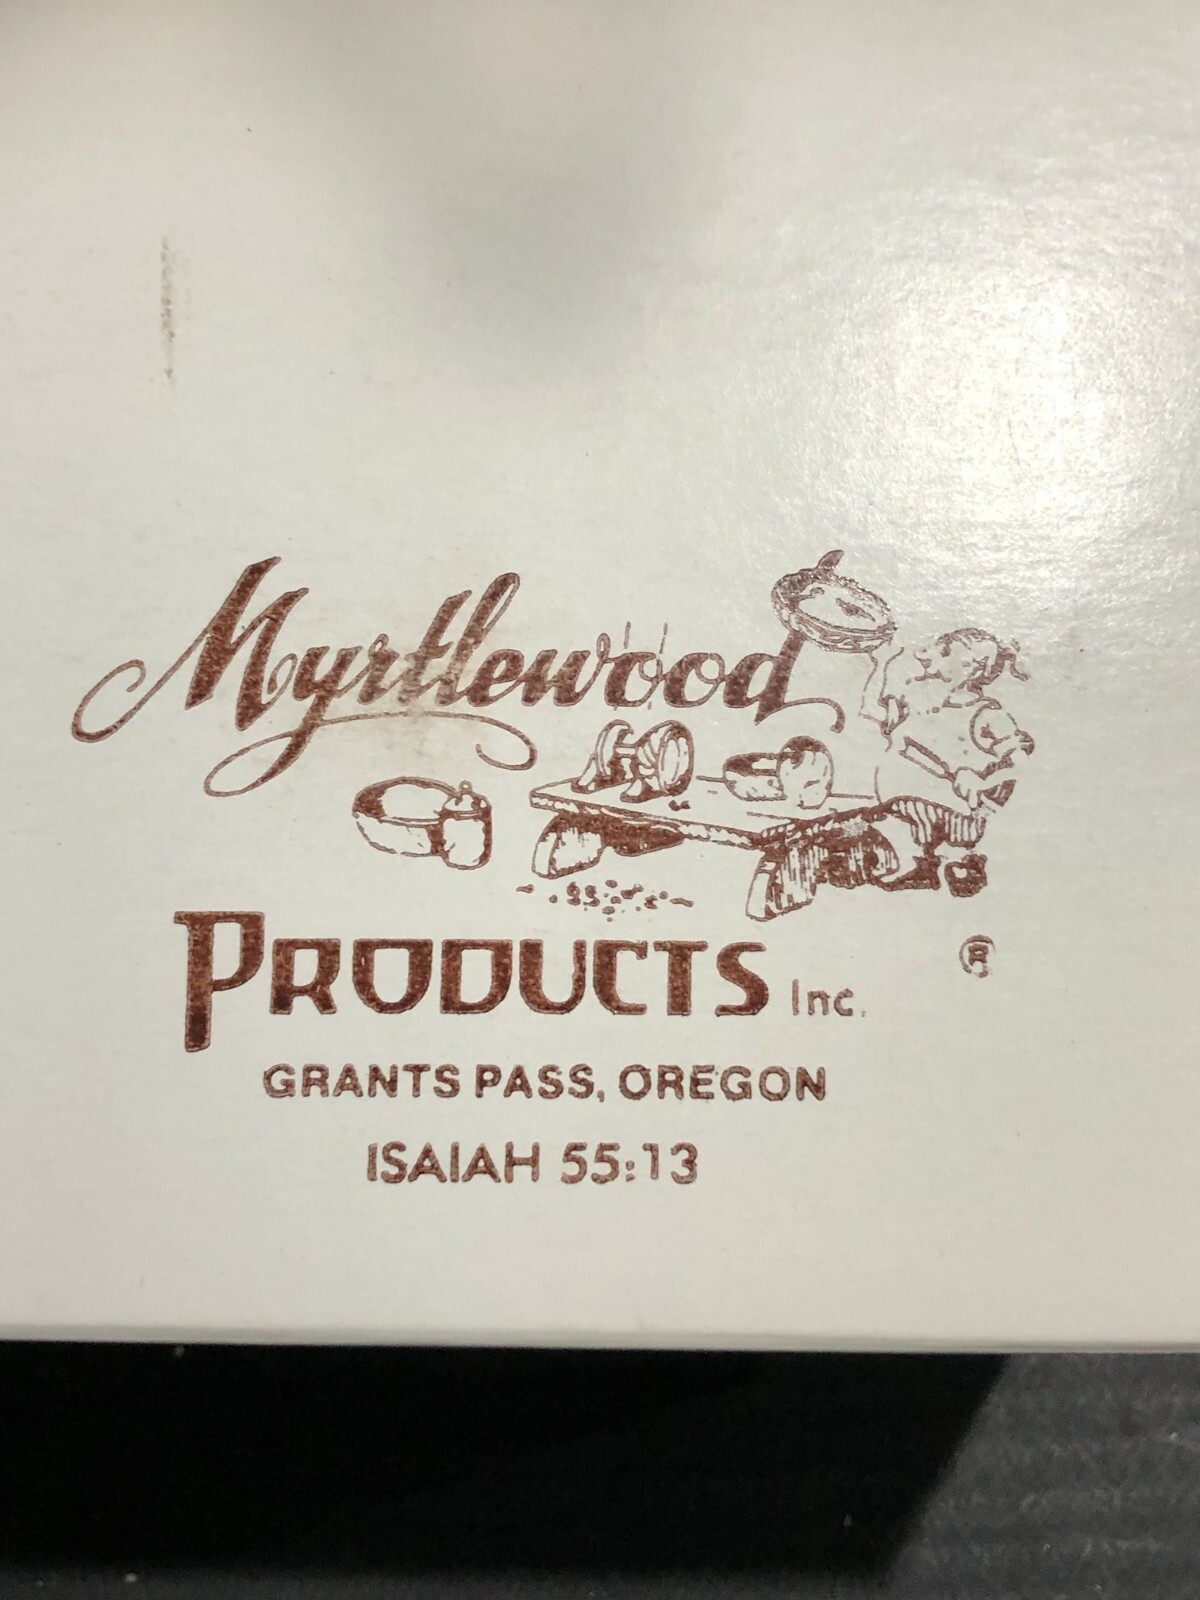 Myrtlewood
PRODUCTS Inc. ®
GRANTS PASS, OREGON
ISAIAH 55:13